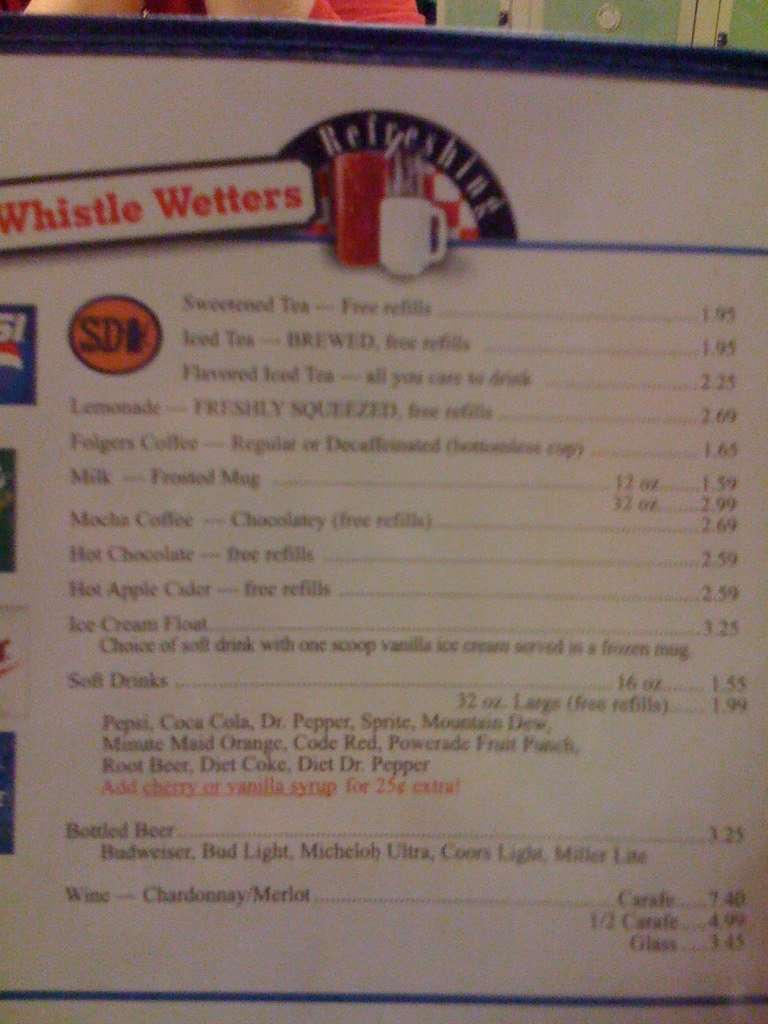 Refreshing
Whistle Wetters
SD
Sweetened Tea — Free refills 1.95
Iced Tea — BREWED, free refills 1.95
Flavored Iced Tea — all you care to drink 2.25
Lemonade — FRESHLY SQUEEZED, free refills 2.69
Folgers Coffee — Regular or Decaffeinated (bottomless cup) 1.65
Milk — Frosted Mug 12 oz. 1.59
32 oz. 2.99
Mocha Coffee — Chocolatey (free refills) 2.69
Hot Chocolate — free refills 2.59
Hot Apple Cider — free refills 2.59
Ice Cream Float 3.25
Choice of soft drink with one scoop vanilla ice cream served in a frozen mug.
Soft Drinks 16 oz. 1.55
32 oz. Large (free refills) 1.99
Pepsi, Coca Cola, Dr. Pepper, Sprite, Mountain Dew,
Minute Maid Orange, Code Red, Powerade Fruit Punch,
Root Beer, Diet Coke, Diet Dr. Pepper
Add cherry or vanilla syrup for 25¢ extra!
Bottled Beer 3.25
Budweiser, Bud Light, Michelob Ultra, Coors Light, Miller Lite
Wine — Chardonnay/Merlot Carafe 7.40
1/2 Carafe 4.99
Glass 3.45